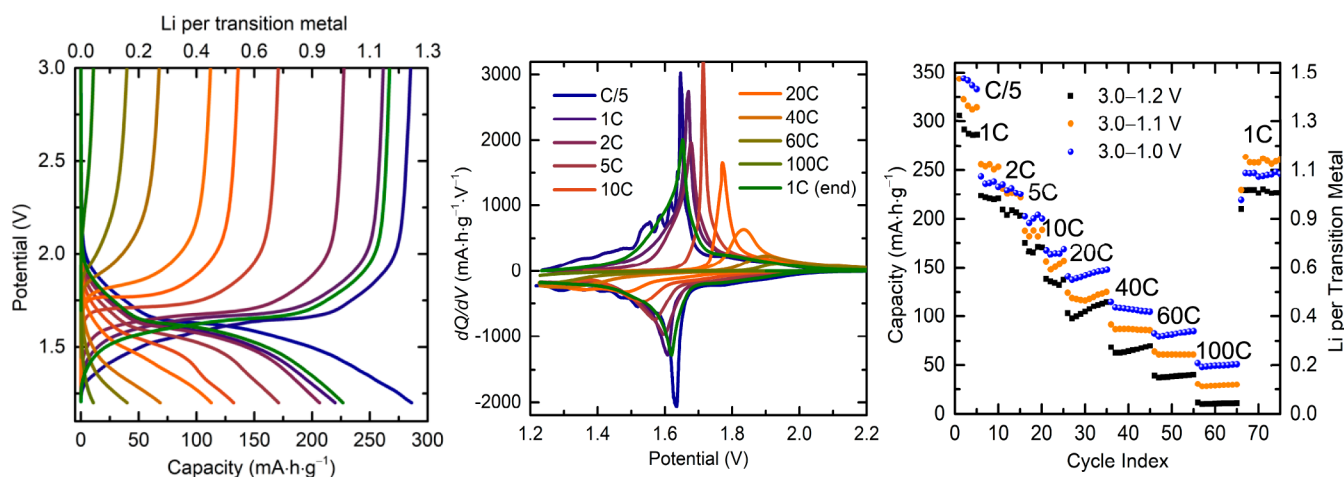 Li per transition metal
0.0 0.2 0.4 0.6 0.9 1.1 1.3
3.0
2.5
2.0
1.5
Potential (V)
0 50 100 150 200 250 300
Capacity (mA·h·g⁻¹)
3000
2000
1000
0
-1000
-2000
dQ/dV (mA·h·g⁻¹·V⁻¹)
C/5
1C
2C
5C
10C
20C
40C
60C
100C
1C (end)
1.2 1.4 1.6 1.8 2.0 2.2
Potential (V)
350
300
250
200
150
100
50
0
Capacity (mA·h·g⁻¹)
C/5
1C
2C
5C
10C
20C
40C
60C
100C
1C
3.0–1.2 V
3.0–1.1 V
3.0–1.0 V
1.5
1.3
1.1
0.9
0.6
0.4
0.2
0.0
Li per Transition Metal
0 10 20 30 40 50 60 70
Cycle Index